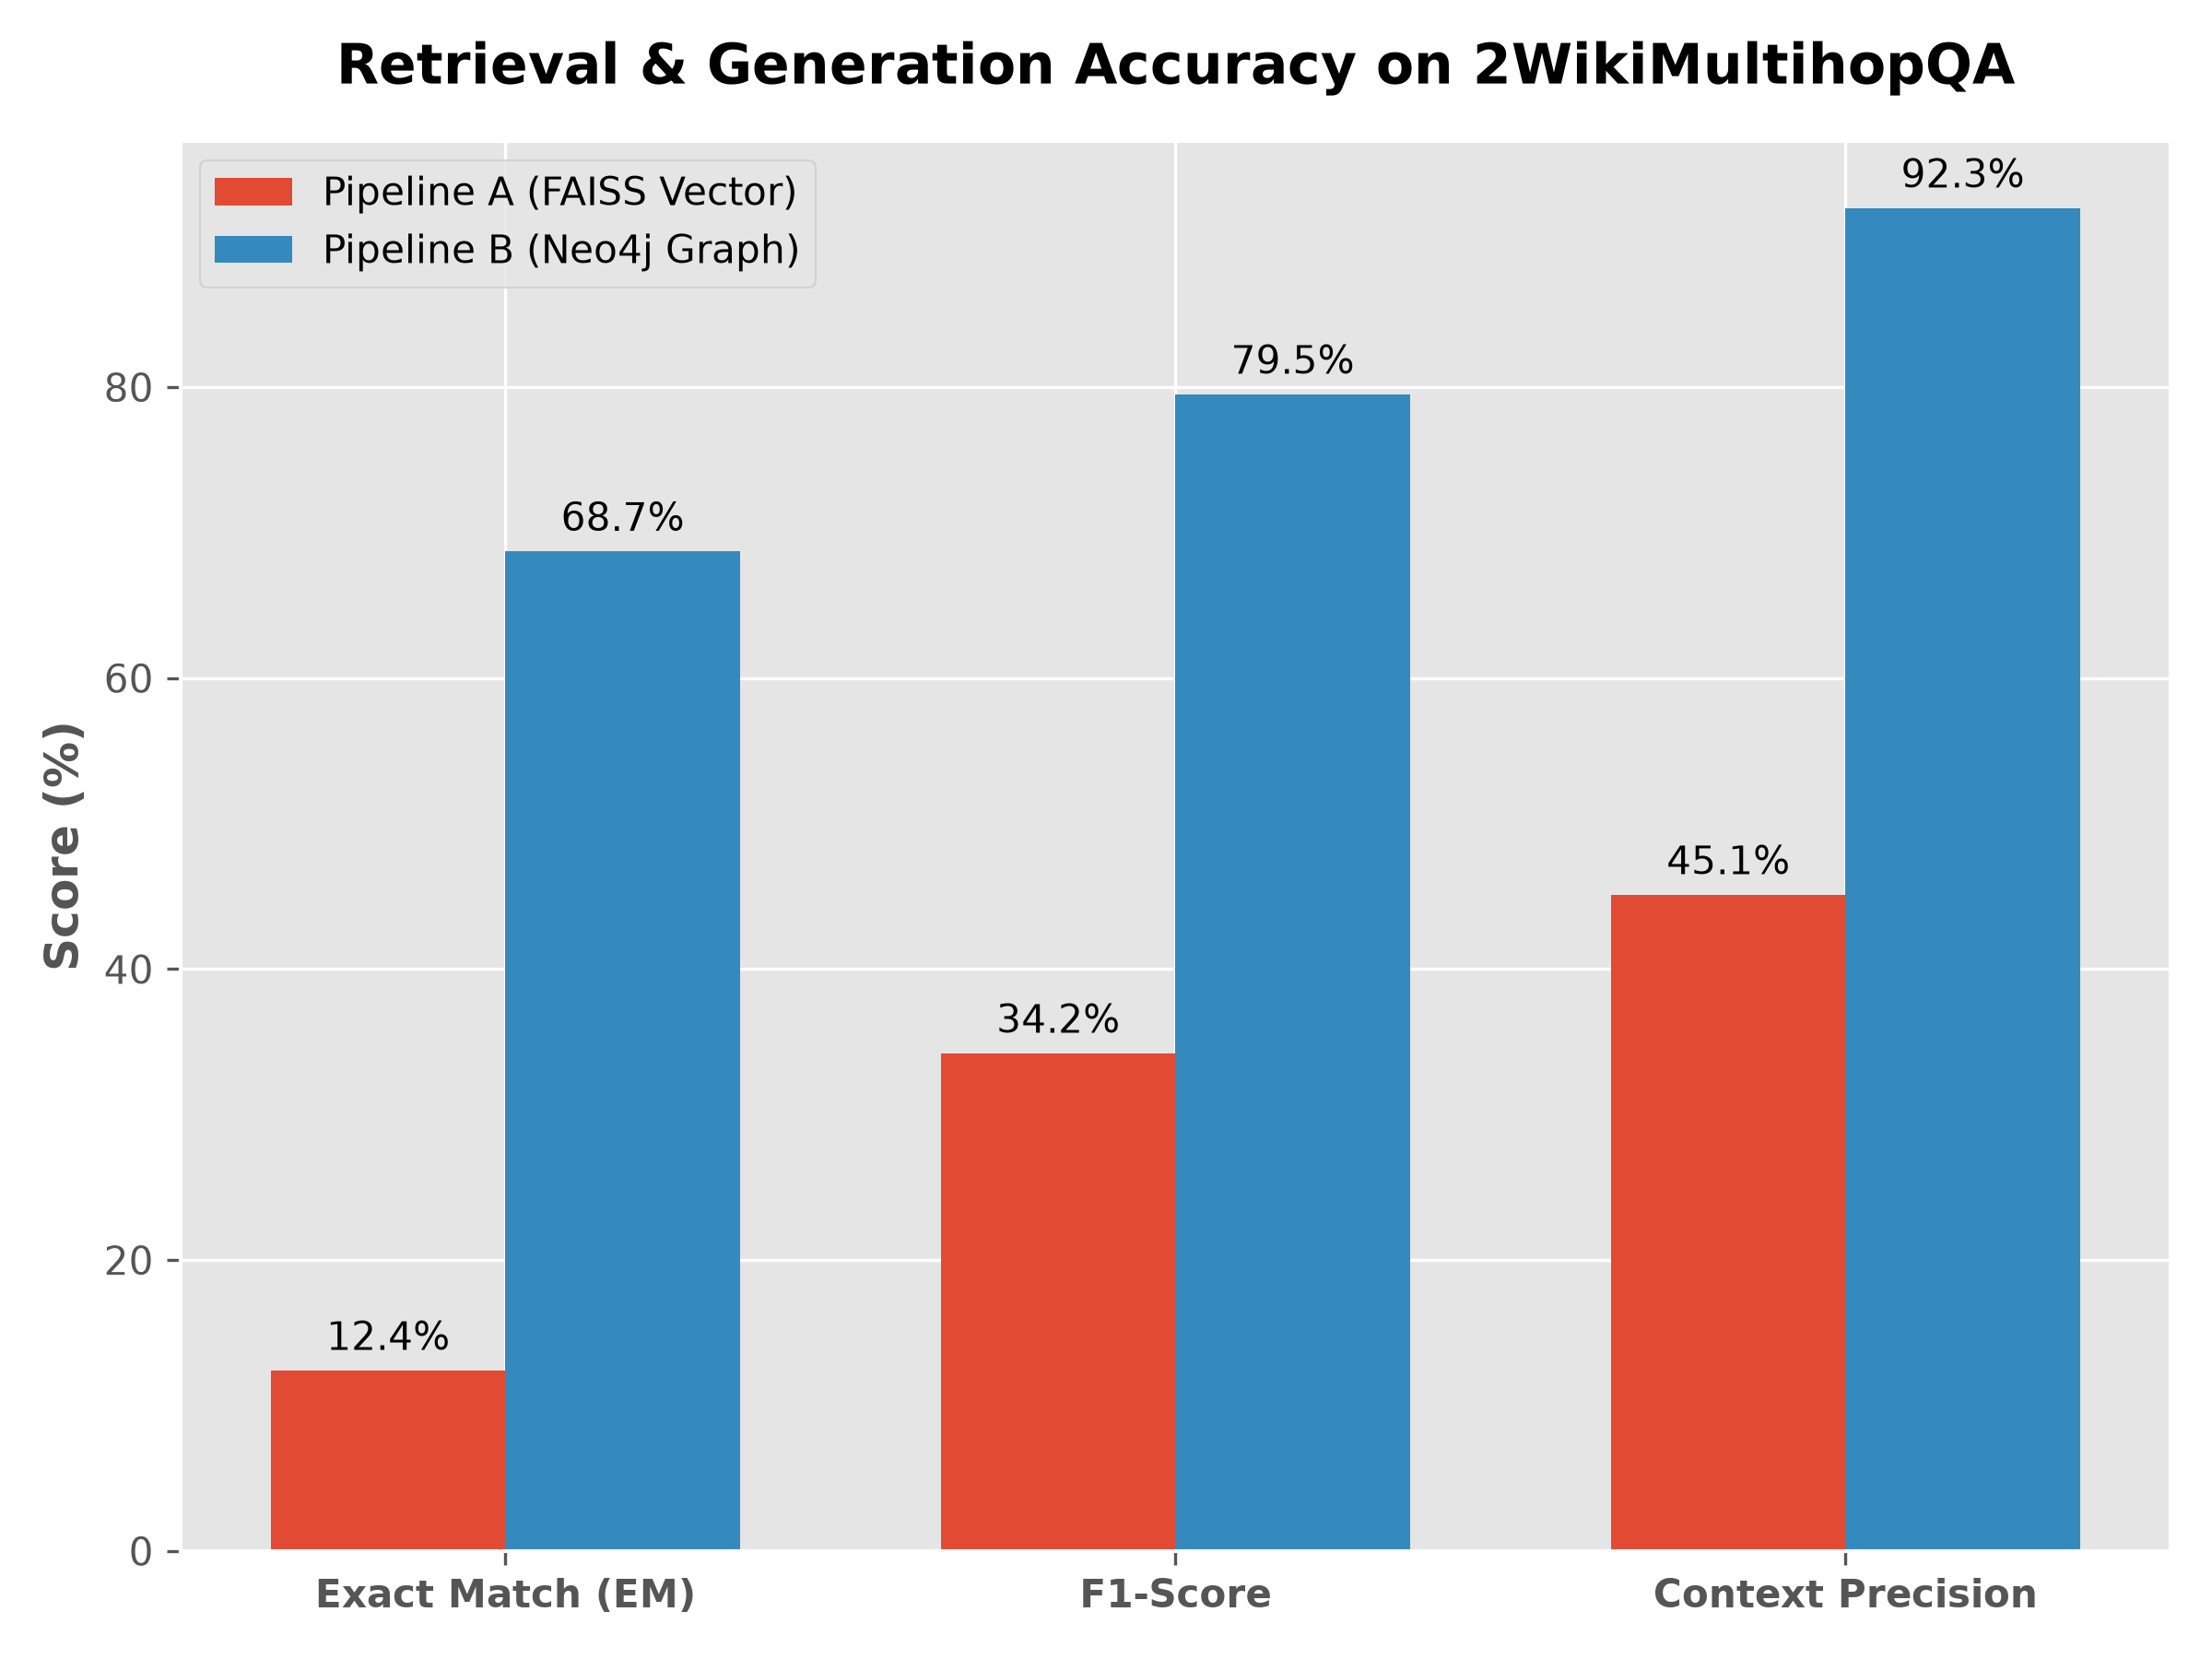 Retrieval & Generation Accuracy on 2WikiMultihopQA
Pipeline A (FAISS Vector)
Pipeline B (Neo4j Graph)
92.3%
79.5%
68.7%
45.1%
34.2%
12.4%
Score (%)
80
60
40
20
0
Exact Match (EM)
F1-Score
Context Precision